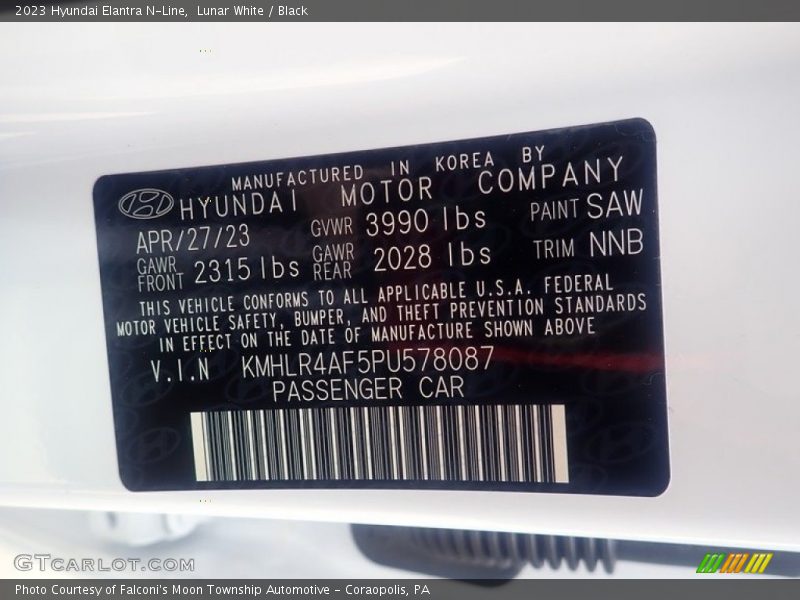 2023 Hyundai Elantra N-Line, Lunar White / Black
MANUFACTURED IN KOREA BY
HYUNDAI MOTOR COMPANY
APR/27/23 GVWR 3990 lbs PAINT SAW
GAWR FRONT 2315 lbs GAWR REAR 2028 lbs TRIM NNB
THIS VEHICLE CONFORMS TO ALL APPLICABLE U.S.A. FEDERAL
MOTOR VEHICLE SAFETY, BUMPER, AND THEFT PREVENTION STANDARDS
IN EFFECT ON THE DATE OF MANUFACTURE SHOWN ABOVE
V.I.N KMHLR4AF5PU578087
PASSENGER CAR
GTCARLOT.COM
Photo Courtesy of Falconi's Moon Township Automotive - Coraopolis, PA